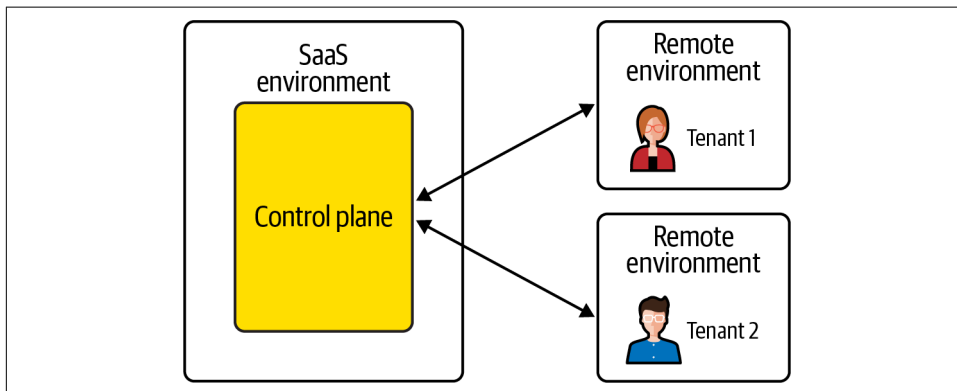 SaaS
environment
Control plane
Remote
environment
Tenant 1
Remote
environment
Tenant 2